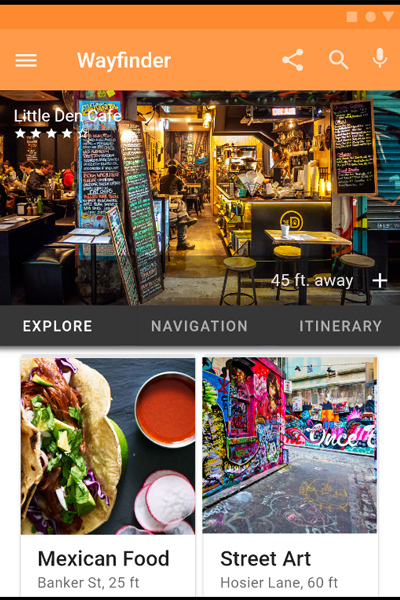 Wayfinder
Little Den Cafe
45 ft. away
EXPLORE
NAVIGATION
ITINERARY
Mexican Food
Banker St, 25 ft
Street Art
Hosier Lane, 60 ft